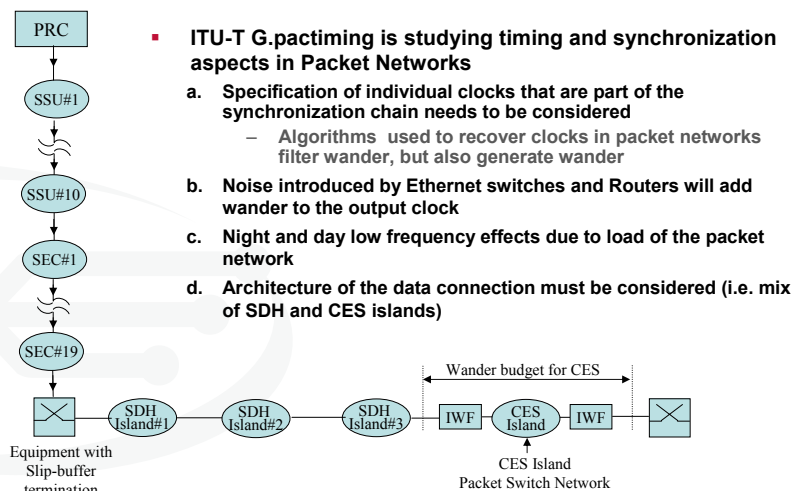 PRC
SSU#1
SSU#10
SEC#1
SEC#19
Equipment with
Slip-buffer
termination
▪ ITU-T G.pactiming is studying timing and synchronization
aspects in Packet Networks
a. Specification of individual clocks that are part of the
synchronization chain needs to be considered
– Algorithms used to recover clocks in packet networks
filter wander, but also generate wander
b. Noise introduced by Ethernet switches and Routers will add
wander to the output clock
c. Night and day low frequency effects due to load of the packet
network
d. Architecture of the data connection must be considered (i.e. mix
of SDH and CES islands)
Wander budget for CES
SDH
Island#1
SDH
Island#2
SDH
Island#3
IWF
CES
Island
IWF
CES Island
Packet Switch Network